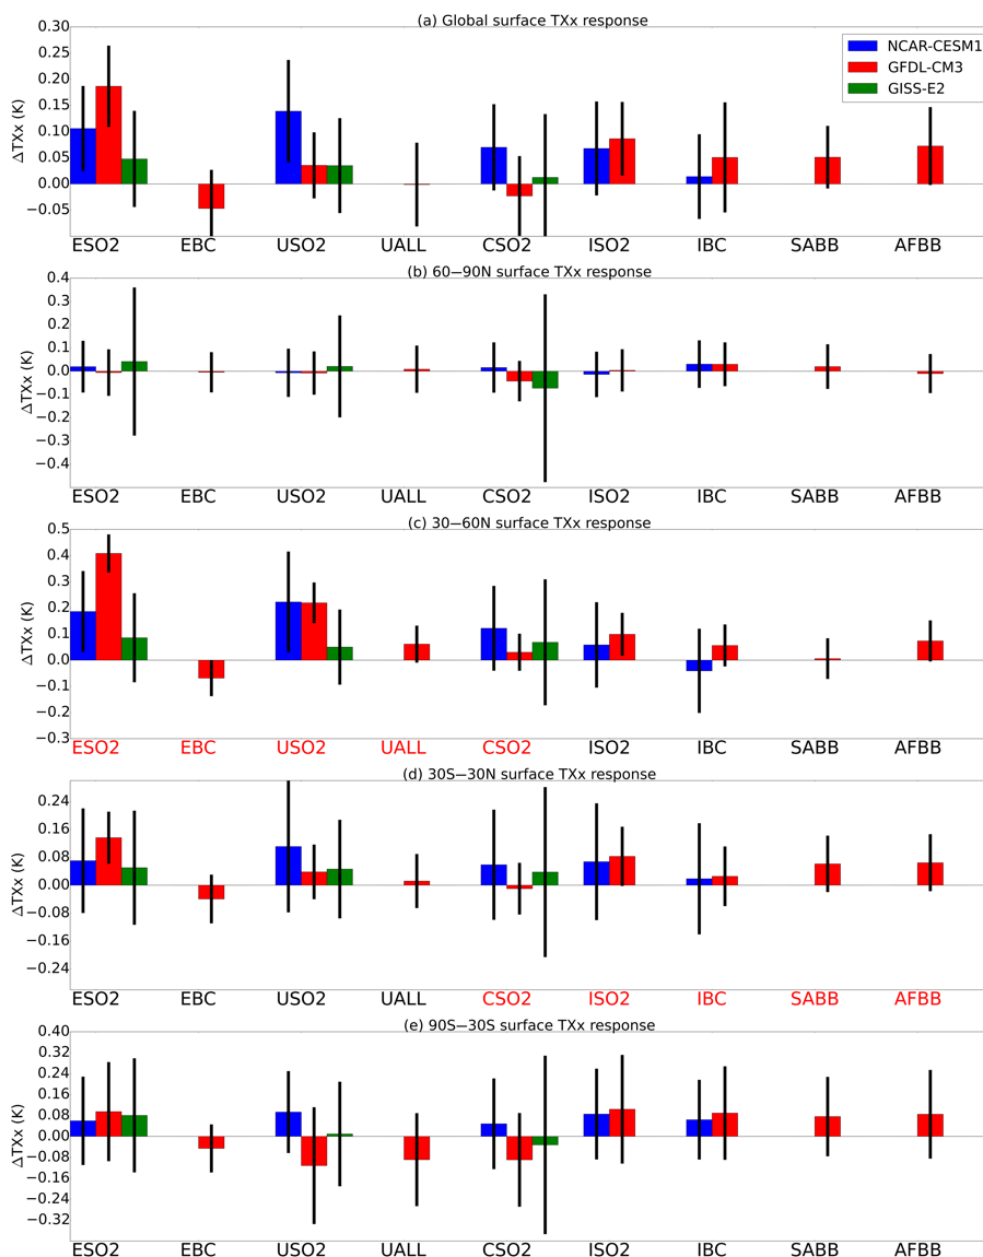 (a) Global surface TXx response
NCAR-CESM1
GFDL-CM3
GISS-E2
ΔTXx (K)
0.30
0.25
0.20
0.15
0.10
0.05
0.00
−0.05
ESO2 EBC USO2 UALL CSO2 ISO2 IBC SABB AFBB
(b) 60−90N surface TXx response
ΔTXx (K)
0.4
0.3
0.2
0.1
0.0
−0.1
−0.2
−0.3
−0.4
ESO2 EBC USO2 UALL CSO2 ISO2 IBC SABB AFBB
(c) 30−60N surface TXx response
ΔTXx (K)
0.5
0.4
0.3
0.2
0.1
0.0
−0.1
−0.2
−0.3
ESO2 EBC USO2 UALL CSO2 ISO2 IBC SABB AFBB
(d) 30S−30N surface TXx response
ΔTXx (K)
0.24
0.16
0.08
0.00
−0.08
−0.16
−0.24
ESO2 EBC USO2 UALL CSO2 ISO2 IBC SABB AFBB
(e) 90S−30S surface TXx response
ΔTXx (K)
0.40
0.32
0.24
0.16
0.08
0.00
−0.08
−0.16
−0.24
−0.32
ESO2 EBC USO2 UALL CSO2 ISO2 IBC SABB AFBB